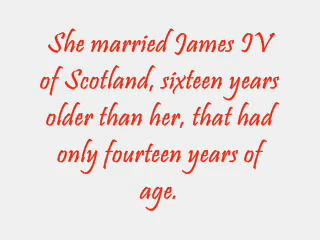 She married James IV
of Scotland, sixteen years
older than her, that had
only fourteen years of
age.